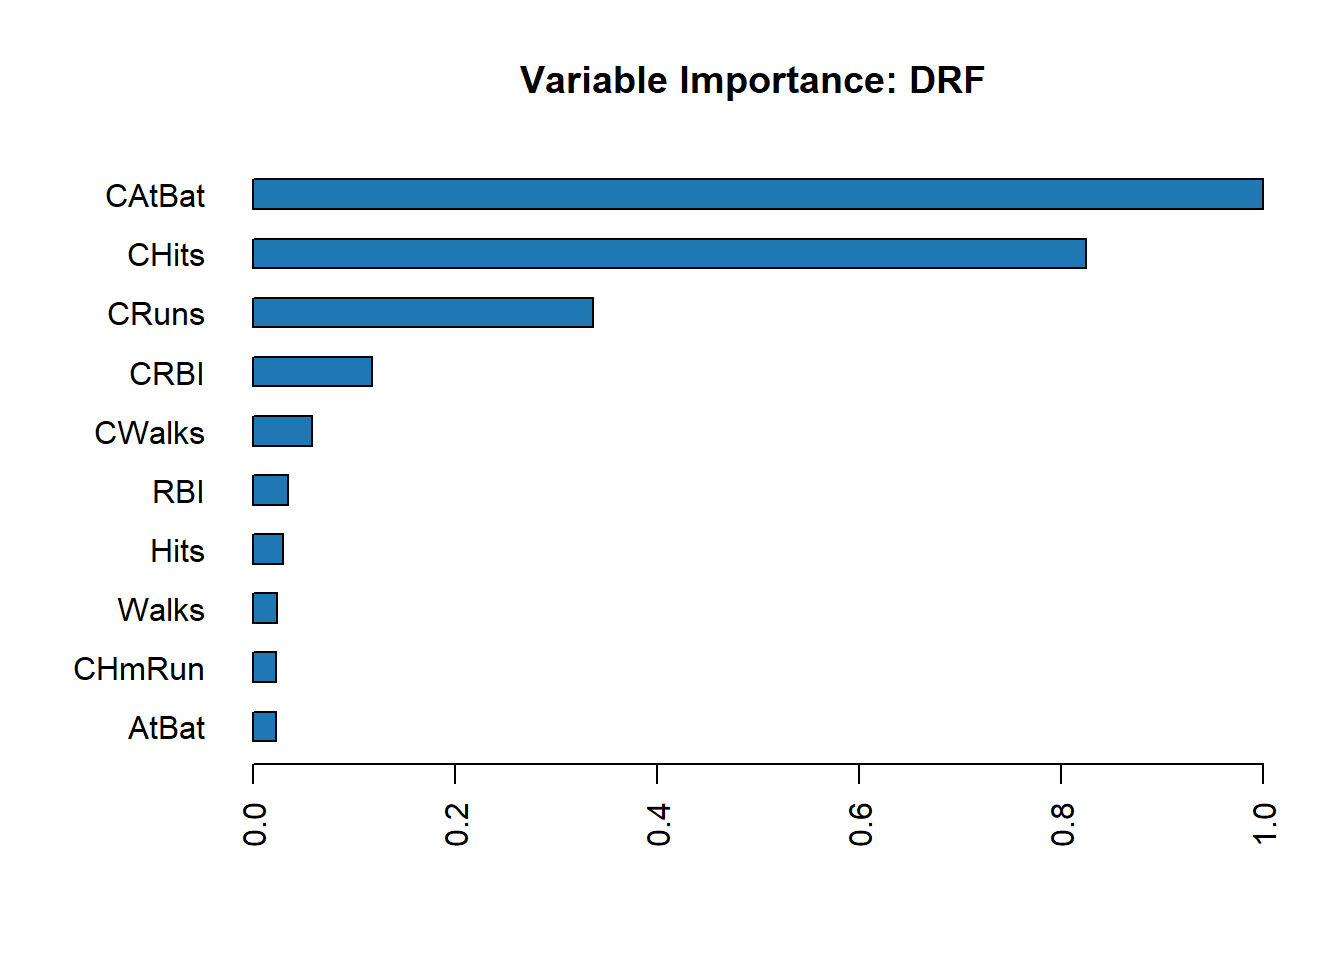 Variable Importance: DRF
CAtBat
CHits
CRuns
CRBI
CWalks
RBI
Hits
Walks
CHmRun
AtBat
0.0 0.2 0.4 0.6 0.8 1.0